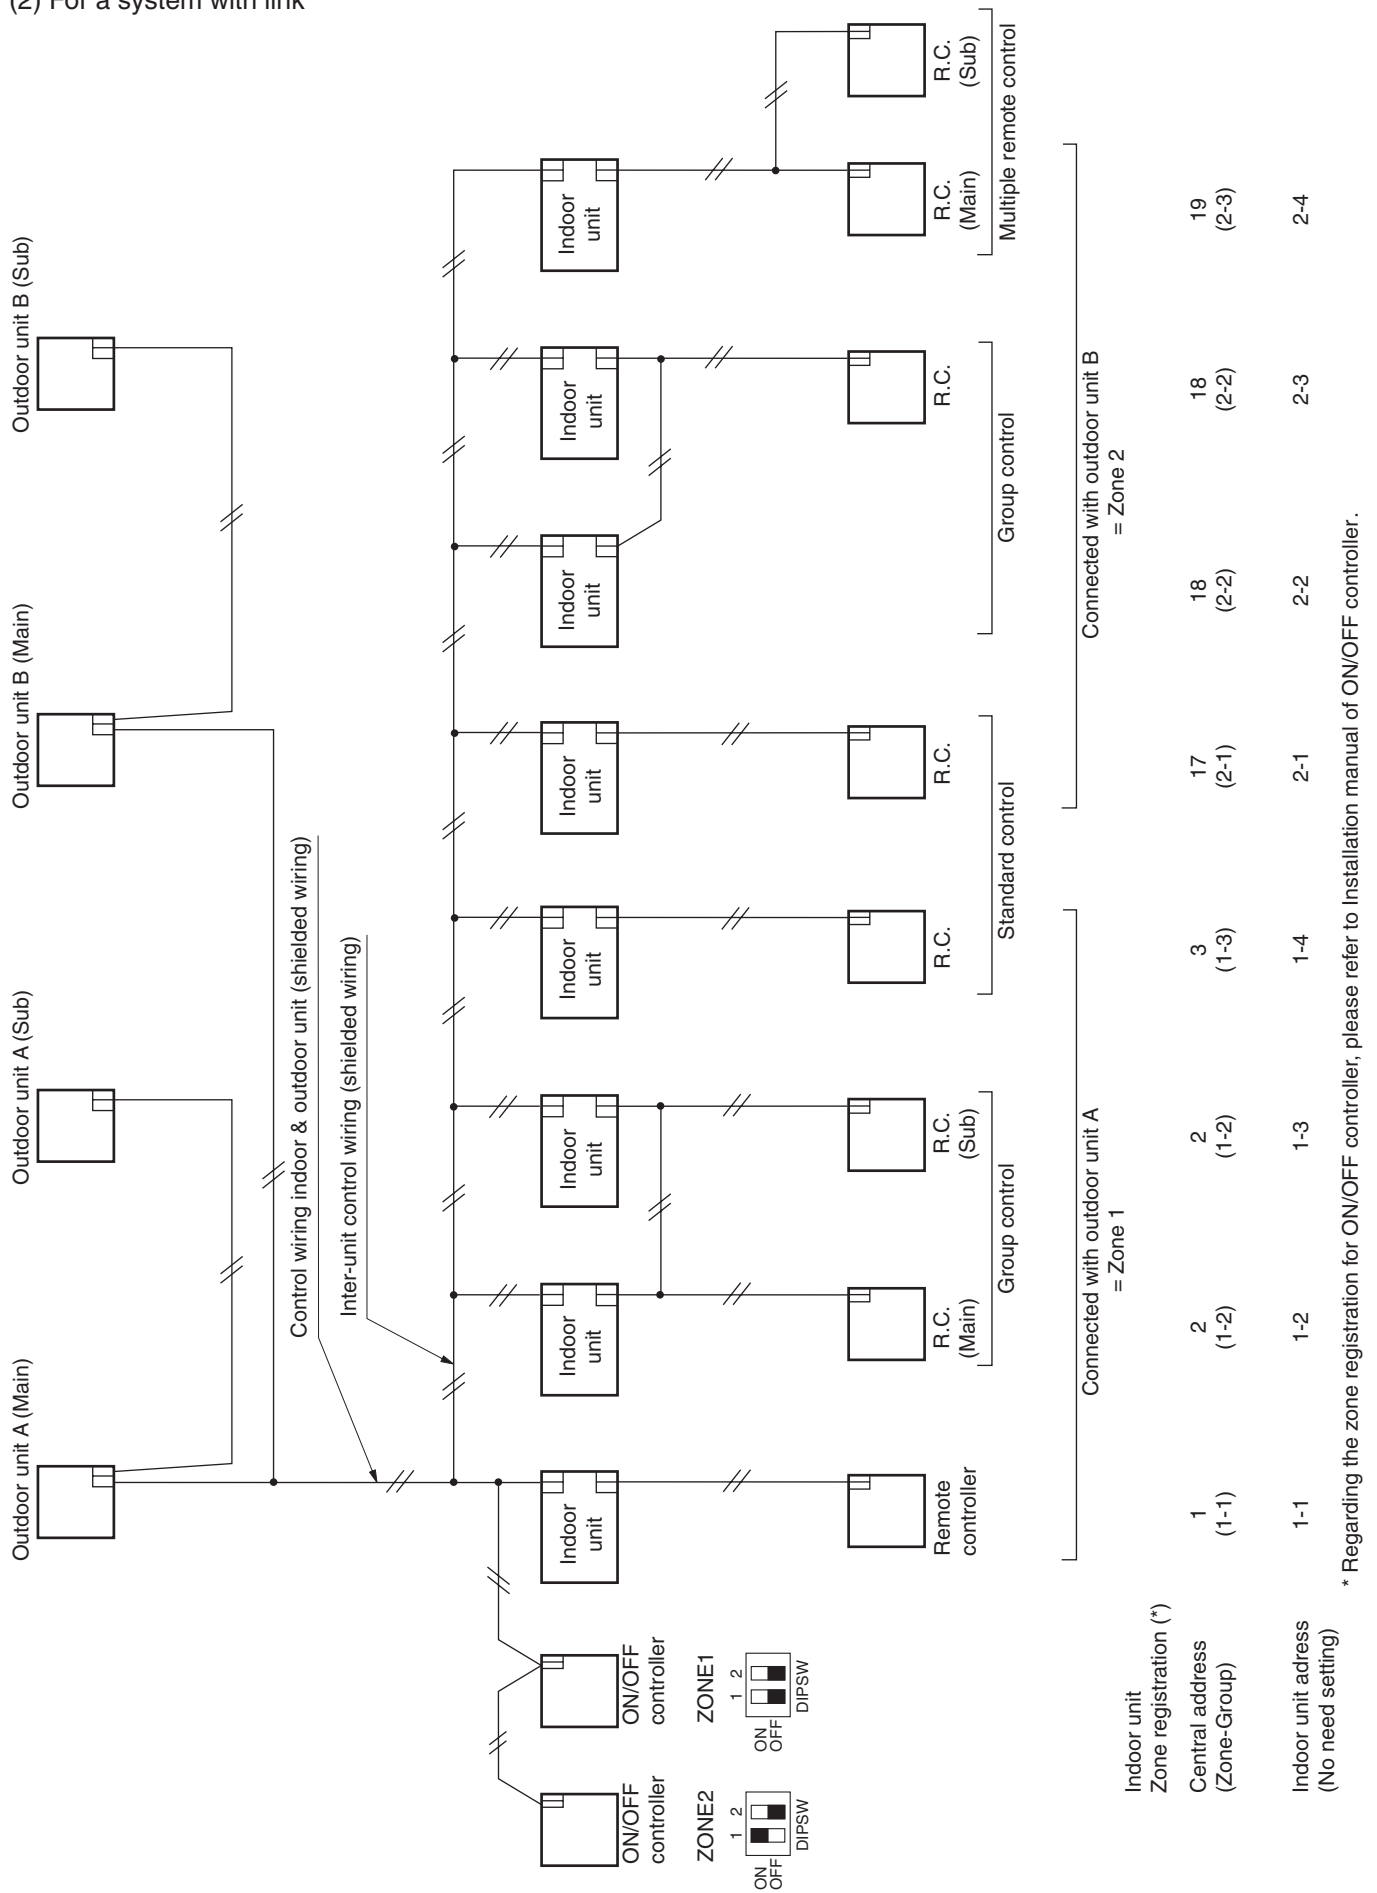 (2) For a system with link
Outdoor unit A (Main)
Outdoor unit A (Sub)
Outdoor unit B (Main)
Outdoor unit B (Sub)
Control wiring indoor & outdoor unit (shielded wiring)
Inter-unit control wiring (shielded wiring)
Indoor
unit
Indoor
unit
Indoor
unit
Indoor
unit
Indoor
unit
Indoor
unit
Indoor
unit
Indoor
unit
ON/OFF
controller
ON/OFF
controller
ZONE2
ON
OFF
1 2
DIPSW
ZONE1
ON
OFF
1 2
DIPSW
Remote
controller
R.C.
(Main)
R.C.
(Sub)
R.C.
R.C.
R.C.
R.C.
(Main)
R.C.
(Sub)
Group control
Standard control
Group control
Multiple remote control
Connected with outdoor unit A
= Zone 1
Connected with outdoor unit B
= Zone 2
Indoor unit
Zone registration (*)
Central address
(Zone-Group)
1
(1-1)
2
(1-2)
2
(1-2)
3
(1-3)
17
(2-1)
18
(2-2)
18
(2-2)
19
(2-3)
Indoor unit adress
(No need setting)
1-1
1-2
1-3
1-4
2-1
2-2
2-3
2-4
* Regarding the zone registration for ON/OFF controller, please refer to Installation manual of ON/OFF controller.